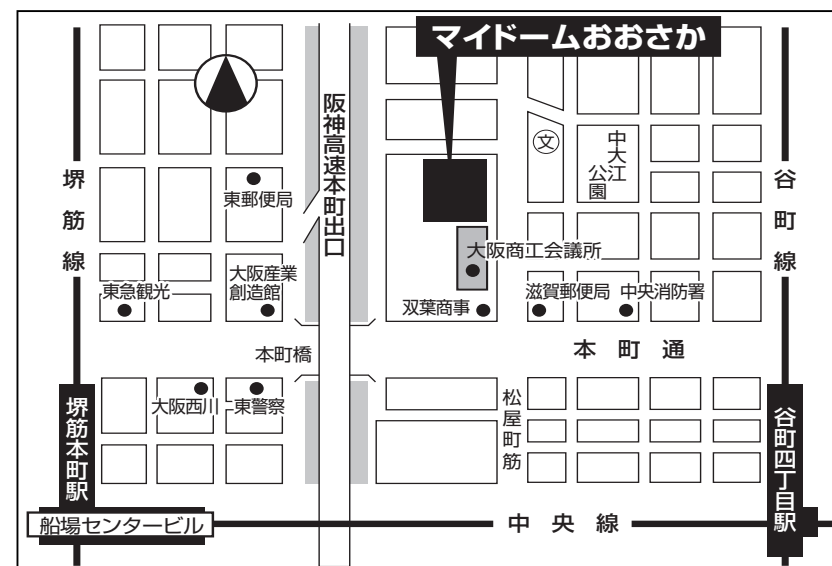 マイドームおおさか
阪神高速本町出口
文
中大江
公園
堺筋線
谷町線
東郵便局
大阪商工会議所
大阪産業
創造館
東急観光
双葉商事
滋賀郵便局
中央消防署
本町橋
本町通
大阪西川
東警察
松屋町筋
堺筋本町駅
谷町四丁目駅
船場センタービル
中央線